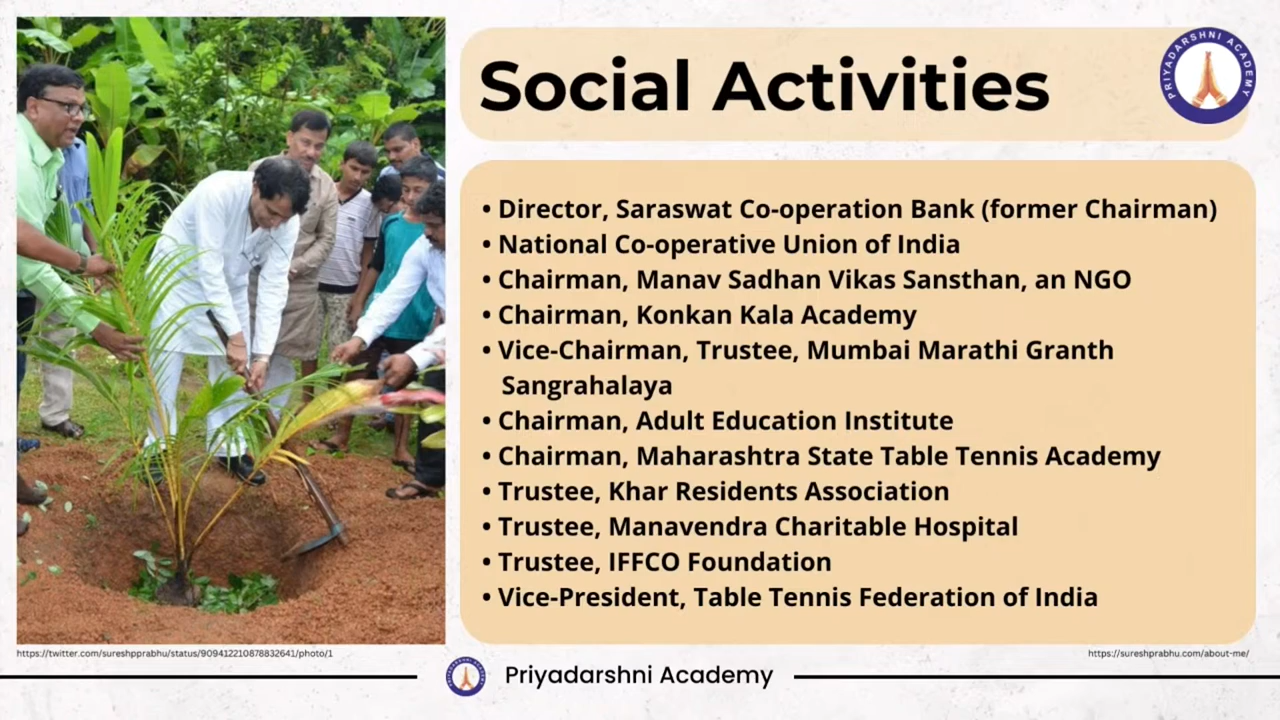 Social Activities
PRIYADARSHNI ACADEMY
• Director, Saraswat Co-operation Bank (former Chairman)
• National Co-operative Union of India
• Chairman, Manav Sadhan Vikas Sansthan, an NGO
• Chairman, Konkan Kala Academy
• Vice-Chairman, Trustee, Mumbai Marathi Granth
Sangrahalaya
• Chairman, Adult Education Institute
• Chairman, Maharashtra State Table Tennis Academy
• Trustee, Khar Residents Association
• Trustee, Manavendra Charitable Hospital
• Trustee, IFFCO Foundation
• Vice-President, Table Tennis Federation of India
https://twitter.com/sureshpprabhu/status/909412210878832641/photo/1
https://sureshprabhu.com/about-me/
Priyadarshni Academy